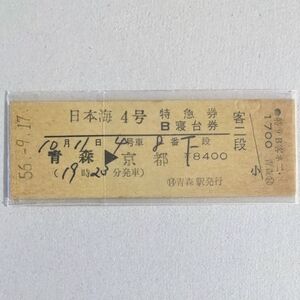 56.-9.17
日本海4号 特急券
B寝台券
10月11日 4号車 8番下段
青森▶京都 ¥8400
(19時23分発車)
青森駅発行
客二段
1700